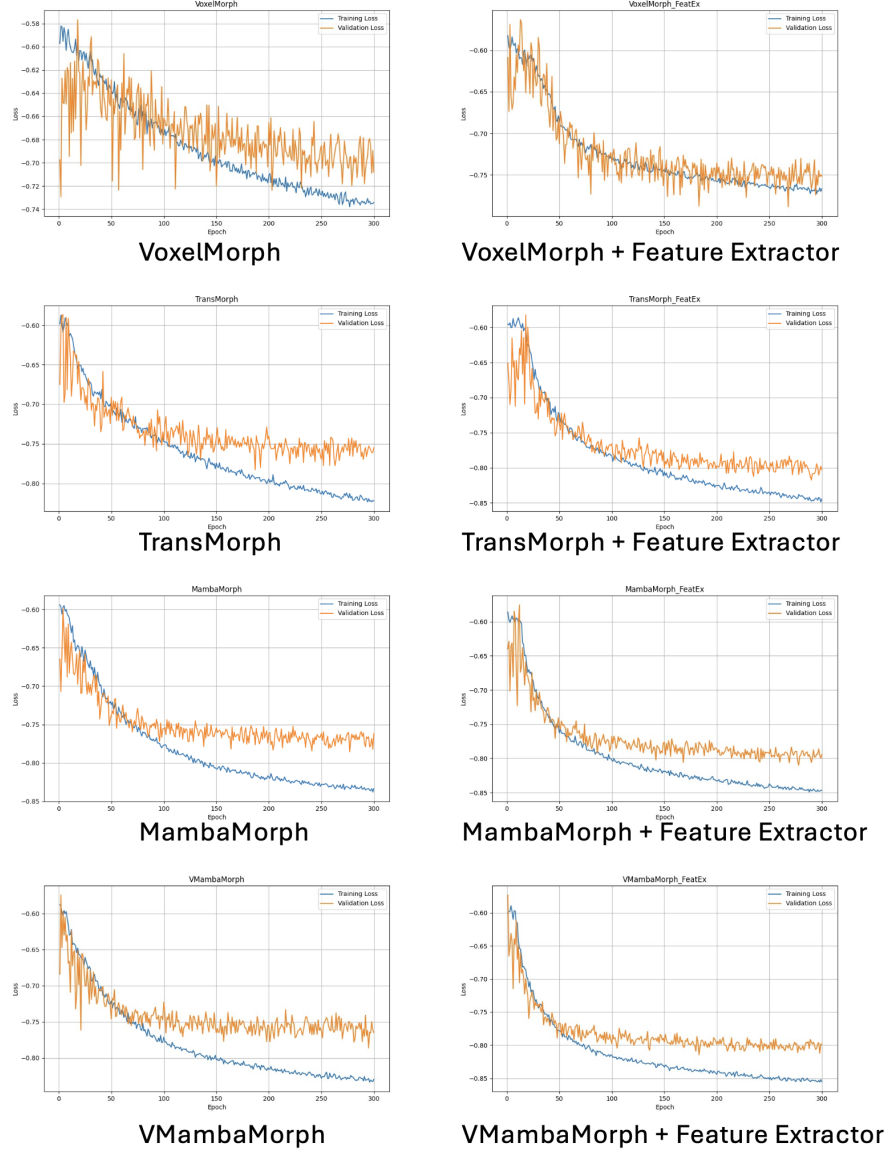 VoxelMorph
Training Loss
Validation Loss
−0.58
−0.60
−0.62
−0.64
−0.66
−0.68
−0.70
−0.72
−0.74
Loss
0
50
100
150
200
250
300
Epoch
VoxelMorph
VoxelMorph_FeatEx
Training Loss
Validation Loss
−0.60
−0.65
−0.70
−0.75
Loss
0
50
100
150
200
250
300
Epoch
VoxelMorph + Feature Extractor
TransMorph
Training Loss
Validation Loss
−0.60
−0.65
−0.70
−0.75
−0.80
Loss
0
50
100
150
200
250
300
Epoch
TransMorph
TransMorph_FeatEx
Training Loss
Validation Loss
−0.60
−0.65
−0.70
−0.75
−0.80
−0.85
Loss
0
50
100
150
200
250
300
Epoch
TransMorph + Feature Extractor
MambaMorph
Training Loss
Validation Loss
−0.60
−0.65
−0.70
−0.75
−0.80
−0.85
Loss
0
50
100
150
200
250
300
Epoch
MambaMorph
MambaMorph_FeatEx
Training Loss
Validation Loss
−0.60
−0.65
−0.70
−0.75
−0.80
−0.85
Loss
0
50
100
150
200
250
300
Epoch
MambaMorph + Feature Extractor
VMambaMorph
Training Loss
Validation Loss
−0.60
−0.65
−0.70
−0.75
−0.80
Loss
0
50
100
150
200
250
300
Epoch
VMambaMorph
VMambaMorph_FeatEx
Training Loss
Validation Loss
−0.60
−0.65
−0.70
−0.75
−0.80
−0.85
Loss
0
50
100
150
200
250
300
Epoch
VMambaMorph + Feature Extractor